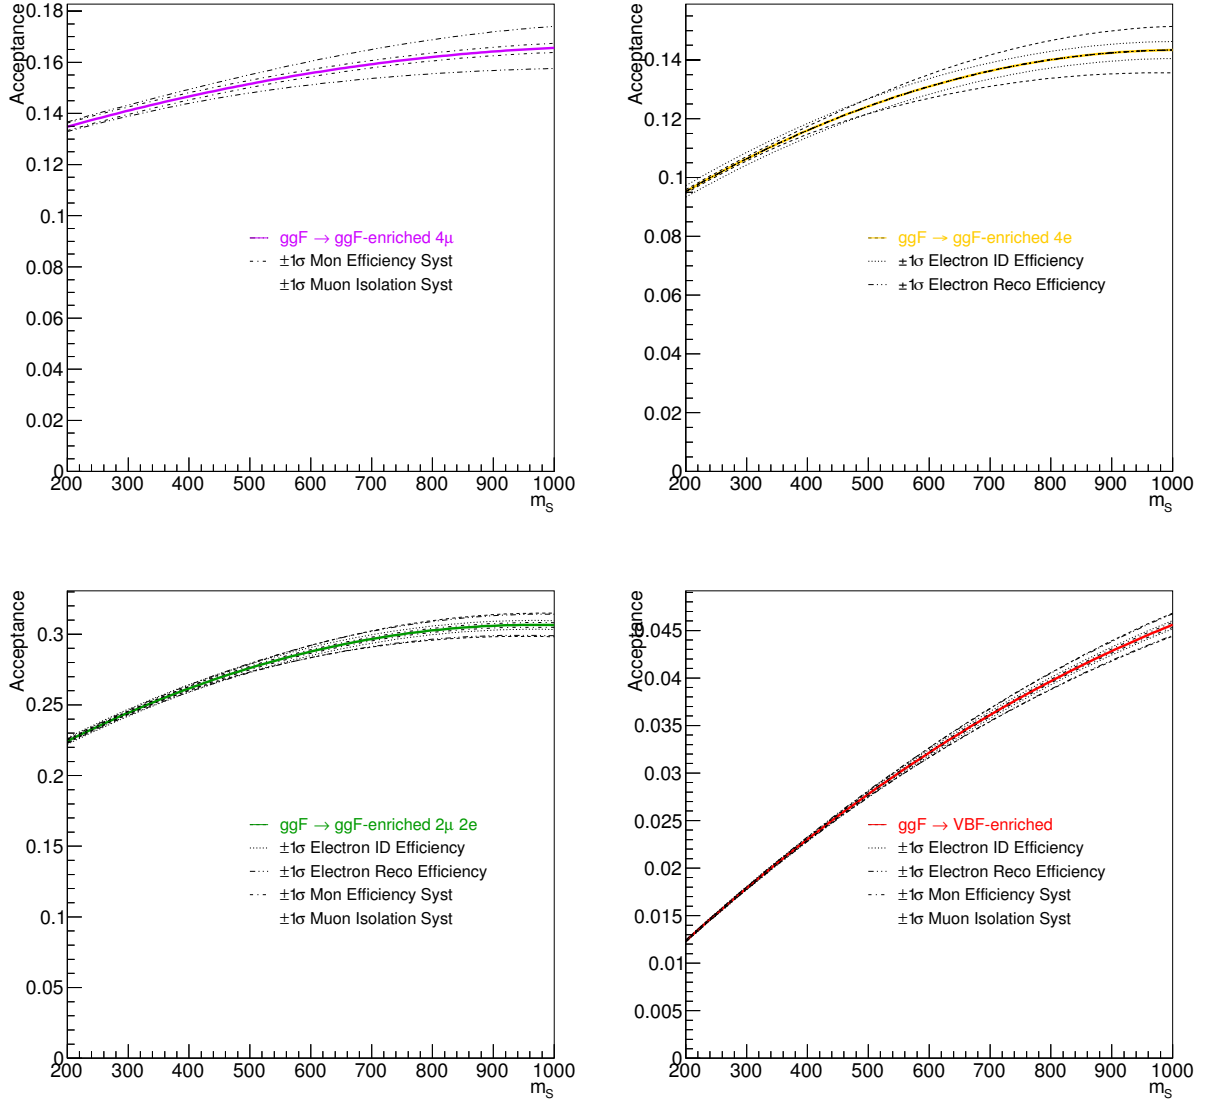 Acceptance
0.18
0.16
0.14
0.12
0.1
0.08
0.06
0.04
0.02
0
200 300 400 500 600 700 800 900 1000
m_S
ggF → ggF-enriched 4μ
±1σ Mon Efficiency Syst
±1σ Muon Isolation Syst
Acceptance
0.14
0.12
0.1
0.08
0.06
0.04
0.02
0
200 300 400 500 600 700 800 900 1000
m_S
ggF → ggF-enriched 4e
±1σ Electron ID Efficiency
±1σ Electron Reco Efficiency
Acceptance
0.3
0.25
0.2
0.15
0.1
0.05
0
200 300 400 500 600 700 800 900 1000
m_S
ggF → ggF-enriched 2μ 2e
±1σ Electron ID Efficiency
±1σ Electron Reco Efficiency
±1σ Mon Efficiency Syst
±1σ Muon Isolation Syst
Acceptance
0.045
0.04
0.035
0.03
0.025
0.02
0.015
0.01
0.005
0
200 300 400 500 600 700 800 900 1000
m_S
ggF → VBF-enriched
±1σ Electron ID Efficiency
±1σ Electron Reco Efficiency
±1σ Mon Efficiency Syst
±1σ Muon Isolation Syst